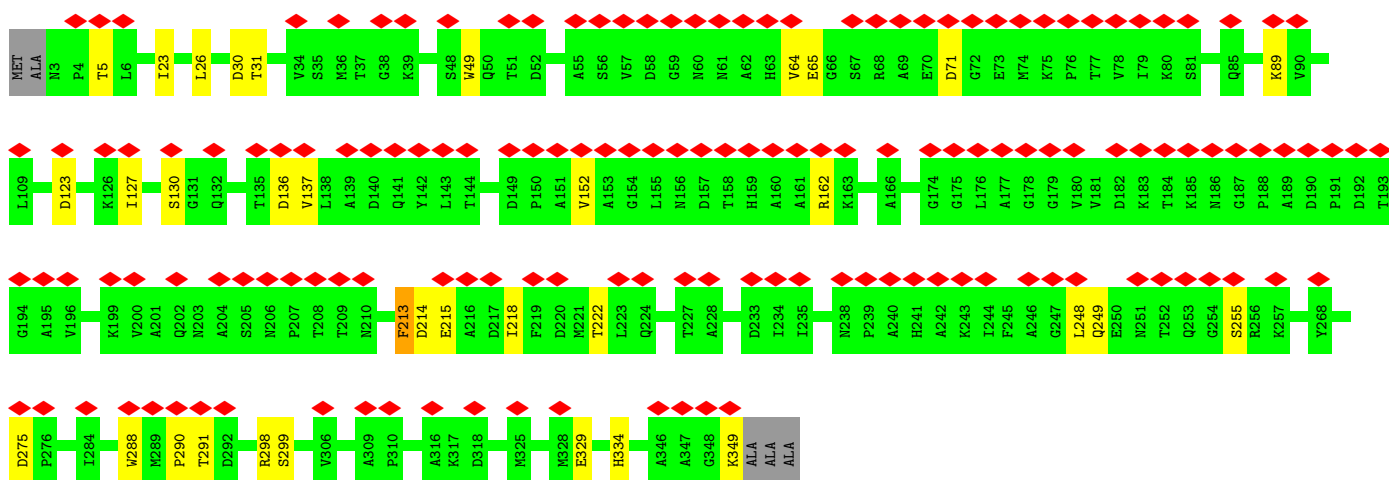 MET ALA N3 P4 T5 L6 I23 L26 D30 T31 V34 S35 M36 T37 G38 K39 S48 W49 Q50 T51 D52 A55 S56 V57 D58 G59 N60 N61 A62 H63 V64 E65 G66 S67 R68 A69 E70 D71 G72 E73 M74 K75 P76 T77 V78 I79 K80 S81 Q85 K89 V90
L109 D123 K126 I127 S130 G131 Q132 T135 D136 V137 L138 A139 D140 Q141 Y142 L143 T144 D149 P150 A151 V152 A153 G154 L155 N156 D157 T158 H159 A160 A161 R162 K163 A166 G174 G175 L176 A177 G178 G179 V180 V181 D182 K183 T184 K185 N186 G187 P188 A189 D190 P191 D192 T193
G194 A195 V196 K199 V200 A201 Q202 N203 A204 S205 N206 P207 T208 T209 N210 F213 D214 E215 A216 D217 I218 F219 D220 M221 T222 L223 Q224 T227 A228 D233 I234 I235 N238 P239 A240 H241 A242 K243 I244 F245 A246 G247 L248 Q249 E250 N251 T252 Q253 G254 S255 R256 K257 Y268
D275 P276 I284 W288 M289 P290 T291 D292 R298 S299 V306 A309 P310 A316 K317 D318 M325 M328 E329 H334 A346 A347 G348 K349 ALA ALA ALA